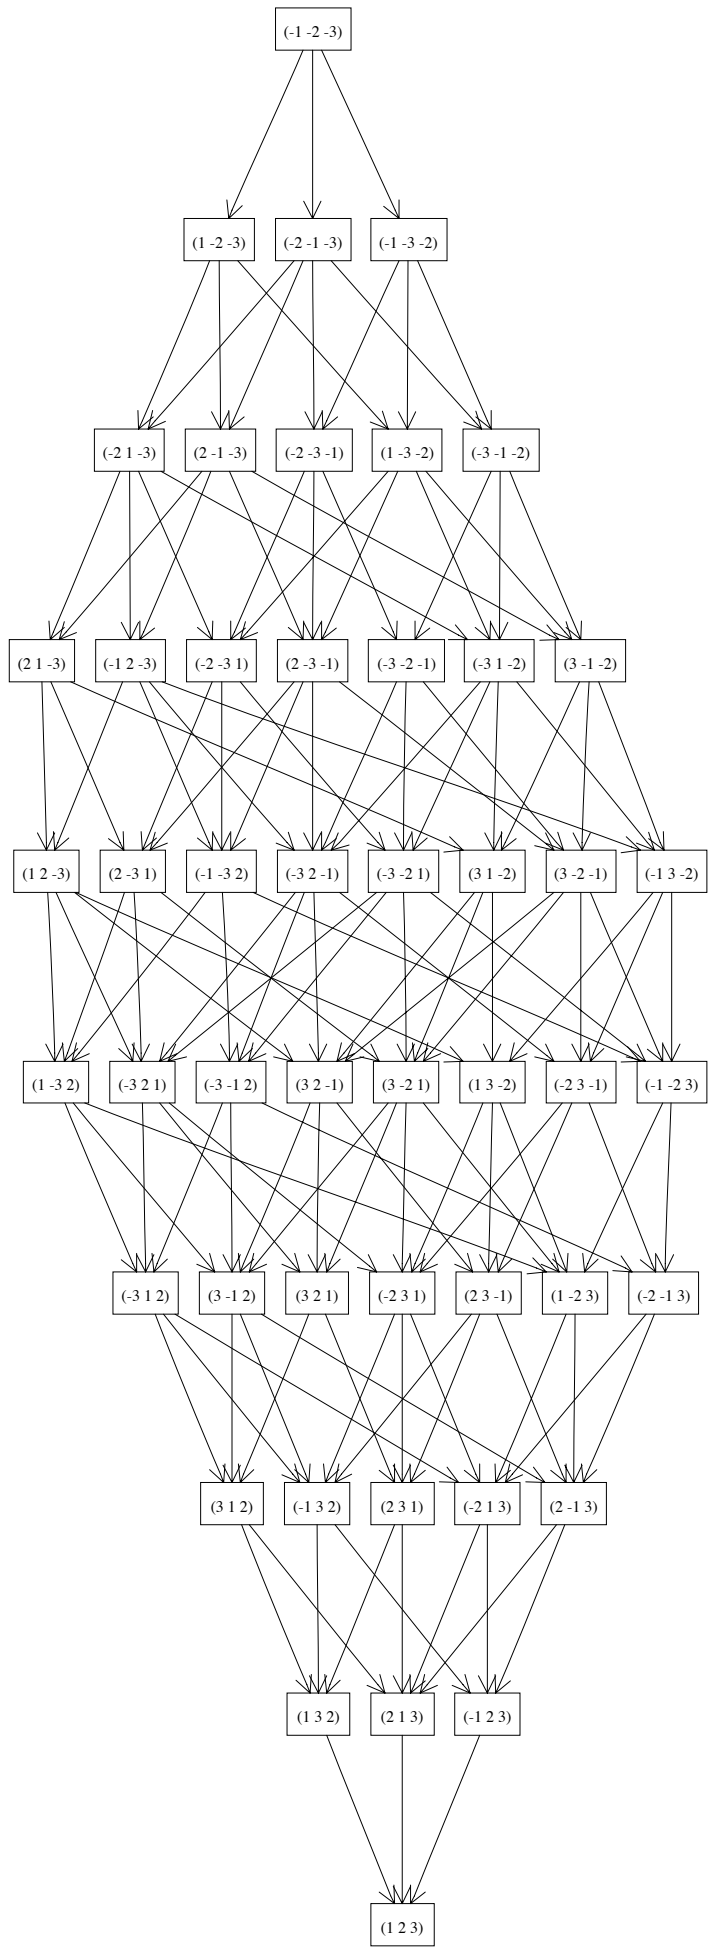 (-1 -2 -3)
(1 -2 -3) (-2 -1 -3) (-1 -3 -2)
(-2 1 -3) (2 -1 -3) (-2 -3 -1) (1 -3 -2) (-3 -1 -2)
(2 1 -3) (-1 2 -3) (-2 -3 1) (2 -3 -1) (-3 -2 -1) (-3 1 -2) (3 -1 -2)
(1 2 -3) (2 -3 1) (-1 -3 2) (-3 2 -1) (-3 -2 1) (3 1 -2) (3 -2 -1) (-1 3 -2)
(1 -3 2) (-3 2 1) (-3 -1 2) (3 2 -1) (3 -2 1) (1 3 -2) (-2 3 -1) (-1 -2 3)
(-3 1 2) (3 -1 2) (3 2 1) (-2 3 1) (2 3 -1) (1 -2 3) (-2 -1 3)
(3 1 2) (-1 3 2) (2 3 1) (-2 1 3) (2 -1 3)
(1 3 2) (2 1 3) (-1 2 3)
(1 2 3)